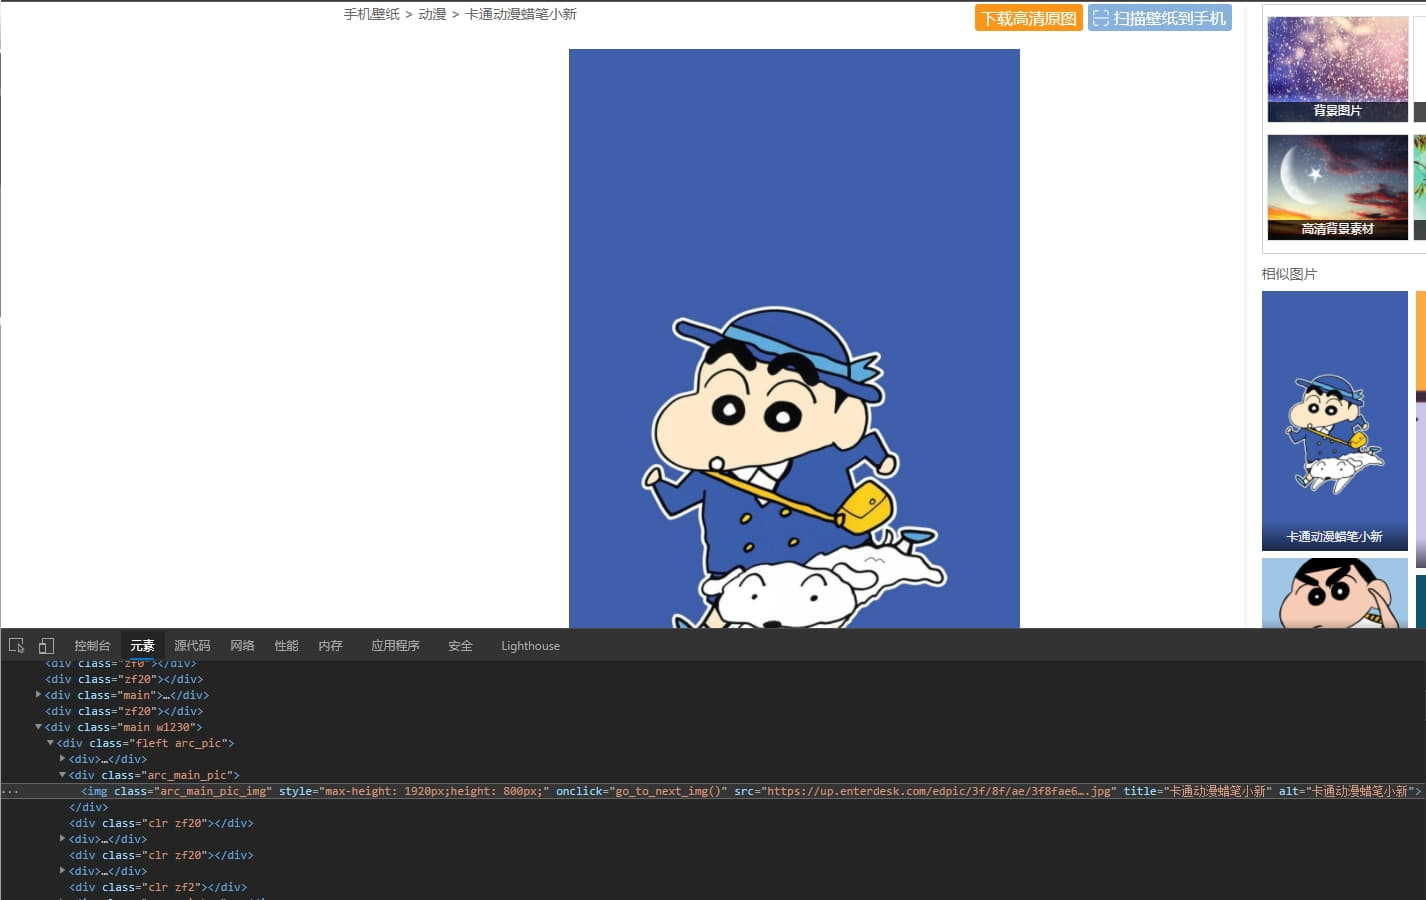 手机壁纸 > 动漫 > 卡通动漫蜡笔小新
下载高清原图
扫描壁纸到手机
背景图片
高清背景素材
相似图片
卡通动漫蜡笔小新
控制台 元素 源代码 网络 性能 内存 应用程序 安全 Lighthouse
<div class="zf0"></div>
<div class="zf20"></div>
<div class="main">…</div>
<div class="zf20"></div>
<div class="main w1230">
<div class="fleft arc_pic">
<div>…</div>
<div class="arc_main_pic">
<img class="arc_main_pic_img" style="max-height: 1920px;height: 800px;" onclick="go_to_next_img()" src="https://up.enterdesk.com/edpic/3f/8f/ae/3f8fae6….jpg" title="卡通动漫蜡笔小新" alt="卡通动漫蜡笔小新">
</div>
<div class="clr zf20"></div>
<div>…</div>
<div class="clr zf20"></div>
<div>…</div>
<div class="clr zf2"></div>